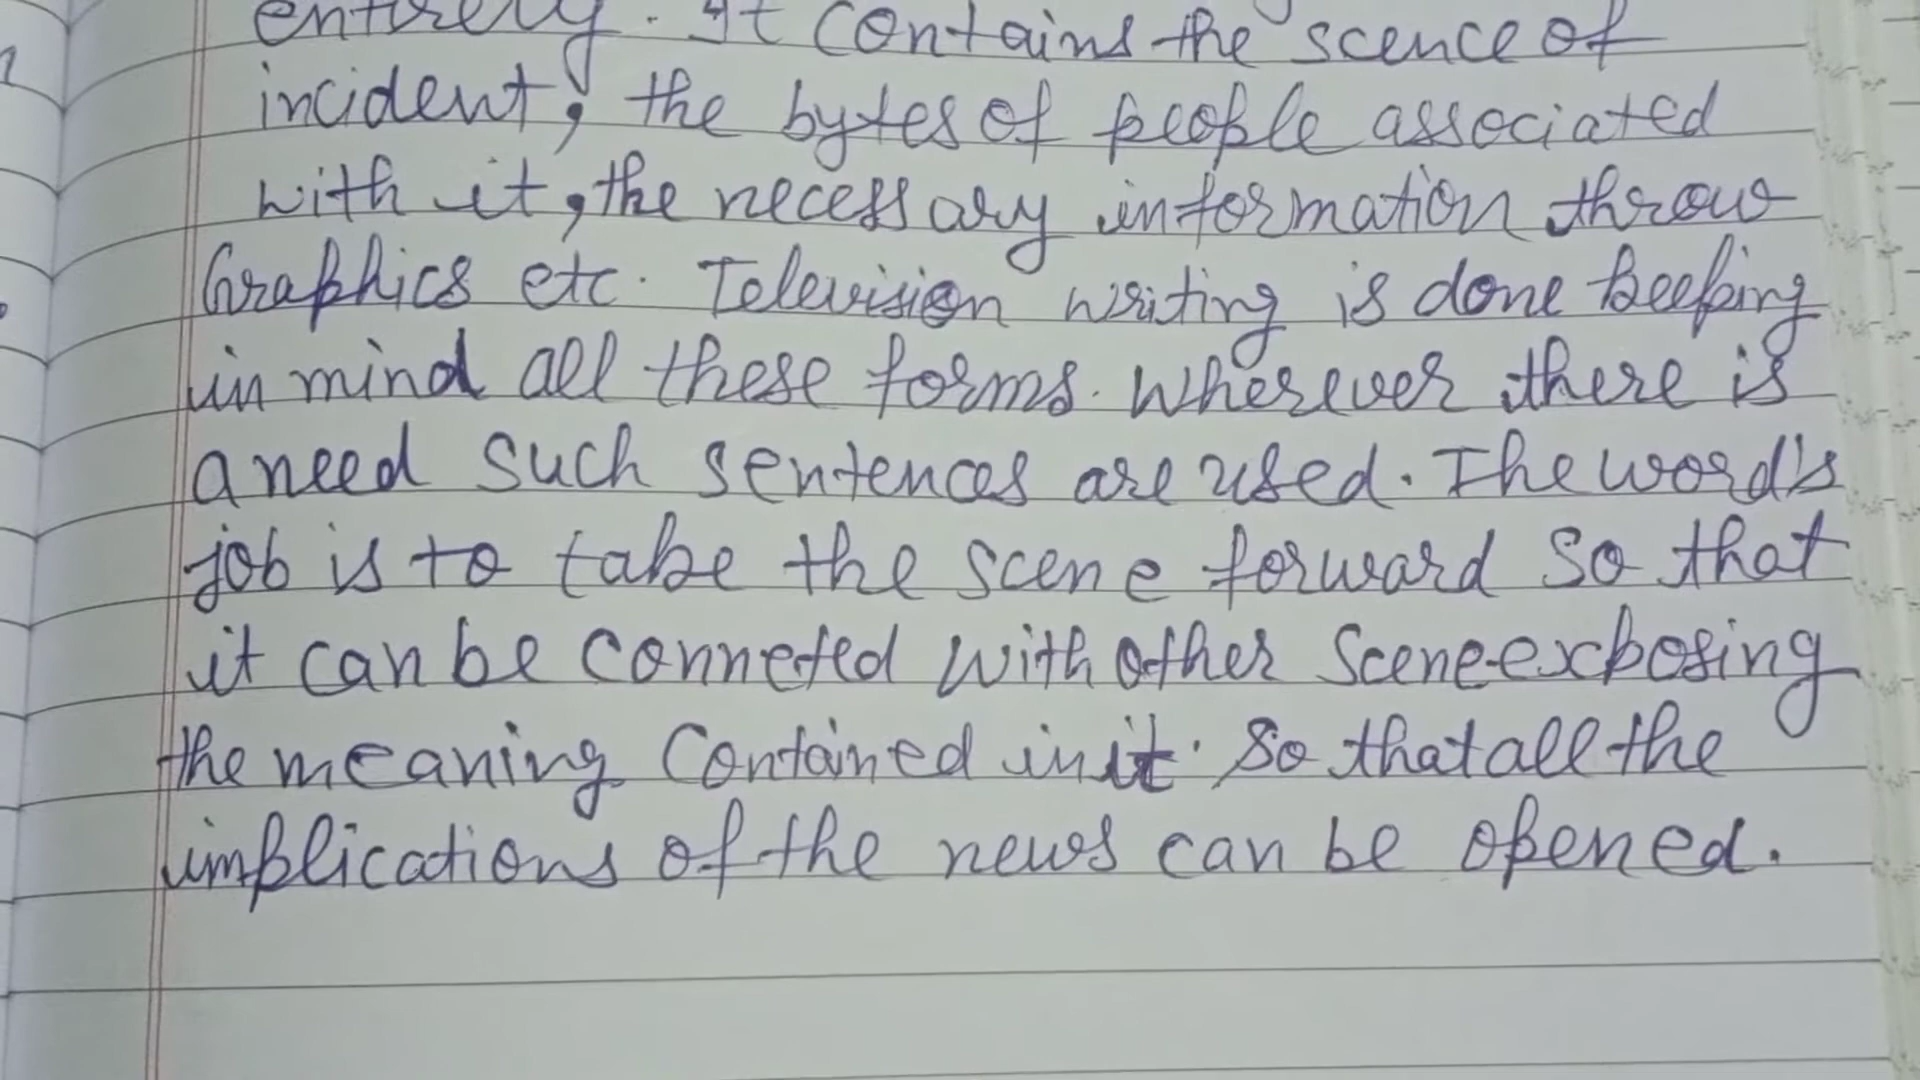 entirely. It contains the scence of
incident, the bytes of people associated
with it, the necessary information throw
Graphics etc. Television writing is done keeping
in mind all these forms. Wherever there is
a need such sentences are used. The word's
job is to take the scene forward so that
it can be conneted with other scene exposing
the meaning contained in it. So that all the
implications of the news can be opened.